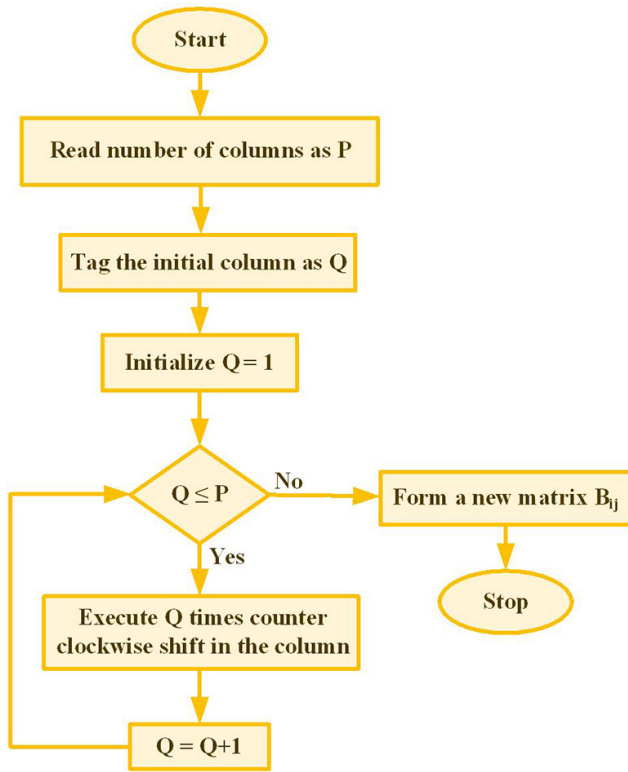 Start
Read number of columns as P
Tag the initial column as Q
Initialize Q = 1
Q ≤ P
No
Form a new matrix Bij
Yes
Execute Q times counter
clockwise shift in the column
Stop
Q = Q+1